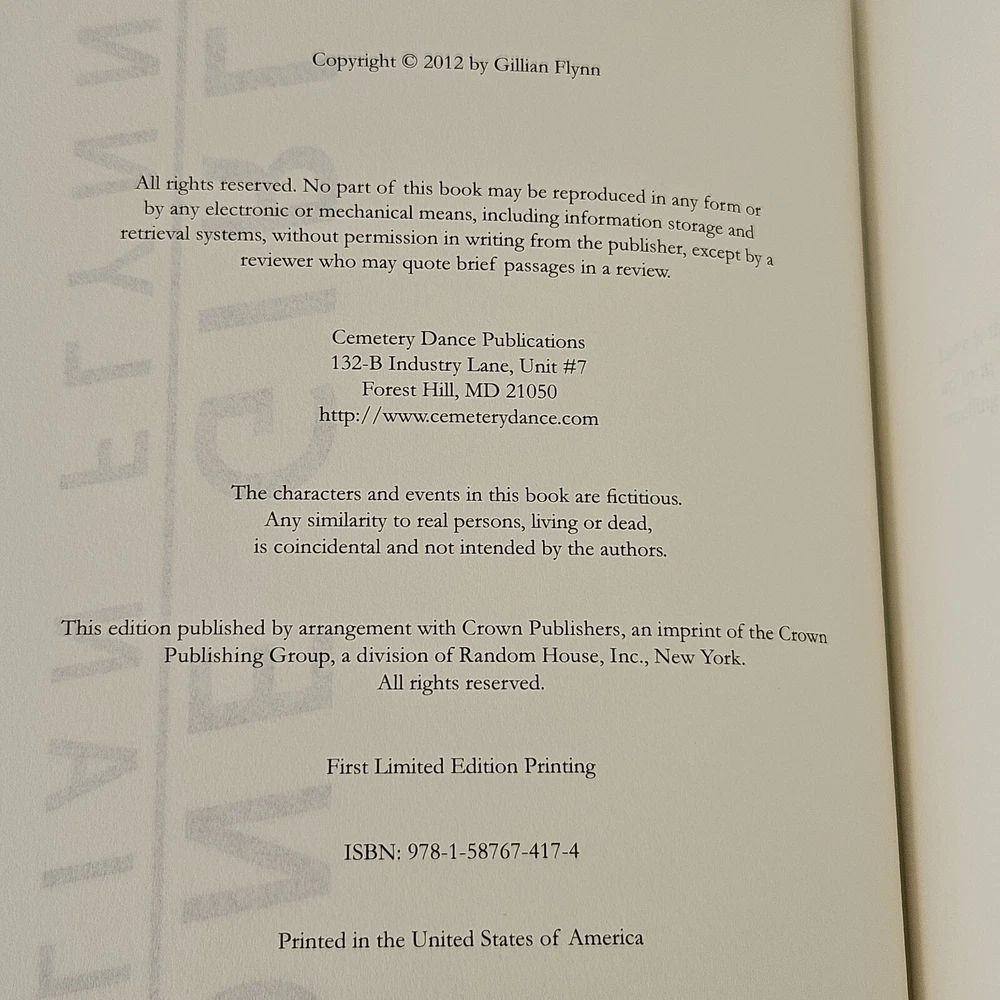 Copyright © 2012 by Gillian Flynn
All rights reserved. No part of this book may be reproduced in any form or
by any electronic or mechanical means, including information storage and
retrieval systems, without permission in writing from the publisher, except by a
reviewer who may quote brief passages in a review.
Cemetery Dance Publications
132-B Industry Lane, Unit #7
Forest Hill, MD 21050
http://www.cemeterydance.com
The characters and events in this book are fictitious.
Any similarity to real persons, living or dead,
is coincidental and not intended by the authors.
This edition published by arrangement with Crown Publishers, an imprint of the Crown
Publishing Group, a division of Random House, Inc., New York.
All rights reserved.
First Limited Edition Printing
ISBN: 978-1-58767-417-4
Printed in the United States of America